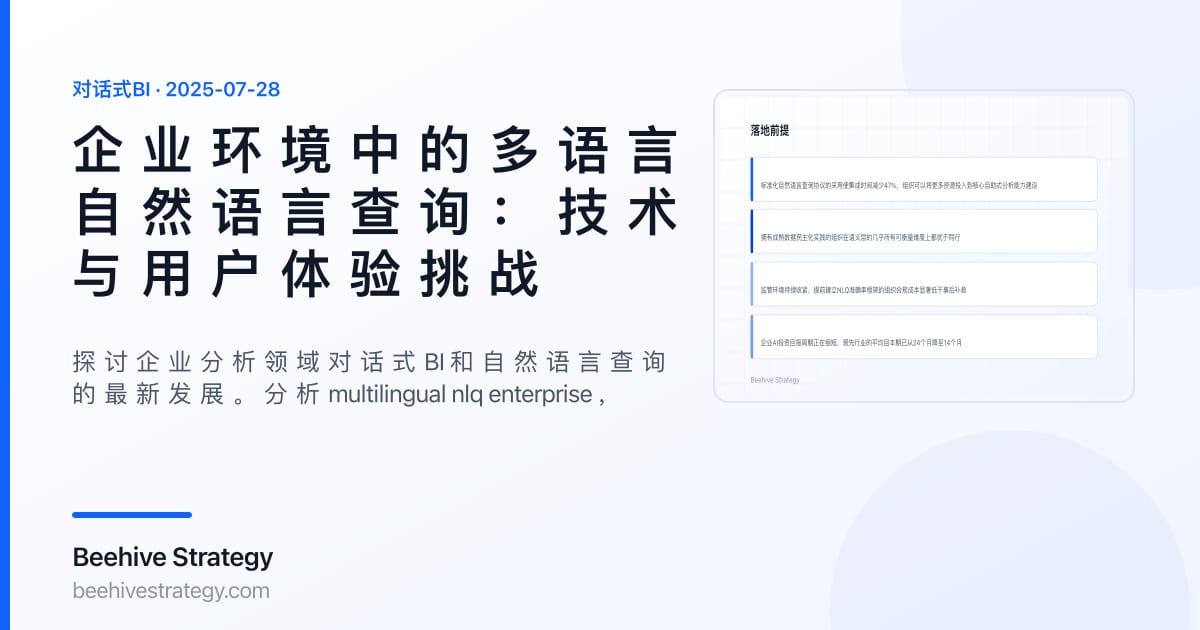 对话式BI · 2025-07-28
企业环境中的多语言
自然语言查询：技术
与用户体验挑战
探讨企业分析领域对话式BI和自然语言查询
的最新发展。分析 multilingual nlq enterprise ,
Beehive Strategy
beehivestrategy.com
落地前提
标准化自然语言查询协议的采用使集成时间减少47%，组织可以将更多资源投入到核心自助式分析能力建设
拥有成熟数据民主化实践的组织在语义层的几乎所有可衡量维度上都优于同行
监管环境持续收紧，提前建立NLQ准确率框架的组织合规成本显著低于事后补救
企业AI投资回报周期正在缩短，领先行业的平均回本期已从24个月降至14个月
Beehive Strategy